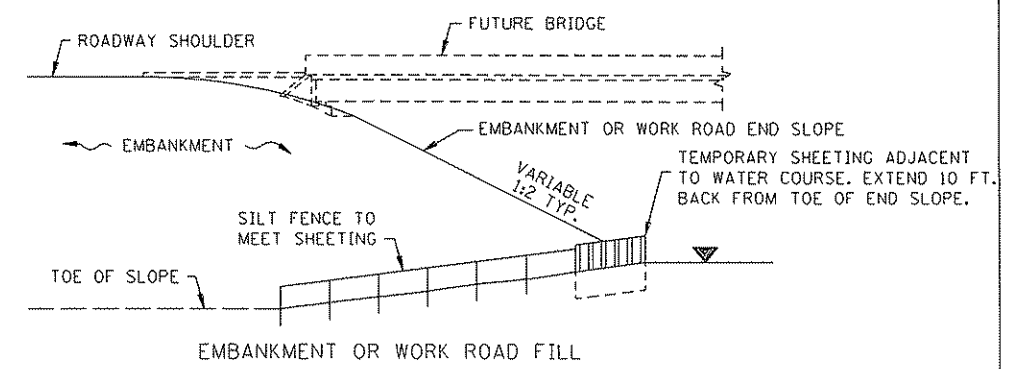 FUTURE BRIDGE
ROADWAY SHOULDER
EMBANKMENT OR WORK ROAD END SLOPE
EMBANKMENT
TEMPORARY SHEETING ADJACENT
TO WATER COURSE. EXTEND 10 FT.
BACK FROM TOE OF END SLOPE.
VARIABLE
1:2 TYP.
SILT FENCE TO
MEET SHEETING
TOE OF SLOPE
EMBANKMENT OR WORK ROAD FILL